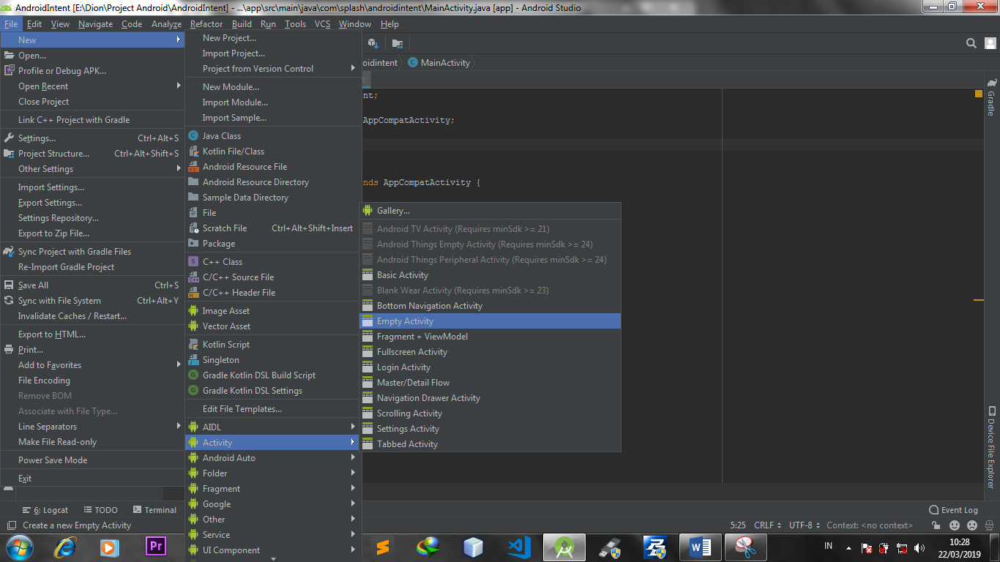 AndroidIntent [E:\Dion\Project Android\AndroidIntent] - ...\app\src\main\java\com\splash\androidintent\MainActivity.java [app] - Android Studio
File Edit View Navigate Code Analyze Refactor Build Run Tools VCS Window Help
New
Open...
Profile or Debug APK...
Open Recent
Close Project
Link C++ Project with Gradle
Settings... Ctrl+Alt+S
Project Structure... Ctrl+Alt+Shift+S
Other Settings
Import Settings...
Export Settings...
Settings Repository...
Export to Zip File...
Sync Project with Gradle Files
Re-Import Gradle Project
Save All Ctrl+S
Sync with File System Ctrl+Alt+Y
Invalidate Caches / Restart...
Export to HTML...
Print...
Add to Favorites
File Encoding
Remove BOM
Associate with File Type...
Line Separators
Make File Read-only
Power Save Mode
Exit
New Project...
Import Project...
Project from Version Control
New Module...
Import Module...
Import Sample...
Java Class
Kotlin File/Class
Android Resource File
Android Resource Directory
Sample Data Directory
File
Scratch File Ctrl+Alt+Shift+Insert
Package
C++ Class
C/C++ Source File
C/C++ Header File
Image Asset
Vector Asset
Kotlin Script
Singleton
Gradle Kotlin DSL Build Script
Gradle Kotlin DSL Settings
Edit File Templates...
AIDL
Activity
Android Auto
Folder
Fragment
Google
Other
Service
UI Component
Gallery...
Android TV Activity (Requires minSdk >= 21)
Android Things Empty Activity (Requires minSdk >= 24)
Android Things Peripheral Activity (Requires minSdk >= 24)
Basic Activity
Blank Wear Activity (Requires minSdk >= 23)
Bottom Navigation Activity
Empty Activity
Fragment + ViewModel
Fullscreen Activity
Login Activity
Master/Detail Flow
Navigation Drawer Activity
Scrolling Activity
Settings Activity
Tabbed Activity
oidintent MainActivity
nt;
AppCompatActivity;
nds AppCompatActivity {
Gradle
Device File Explorer
6: Logcat TODO Terminal Event Log
Create a new Empty Activity 5:25 CRLF UTF-8 Context: <no context>
Pr IN 10:28
22/03/2019